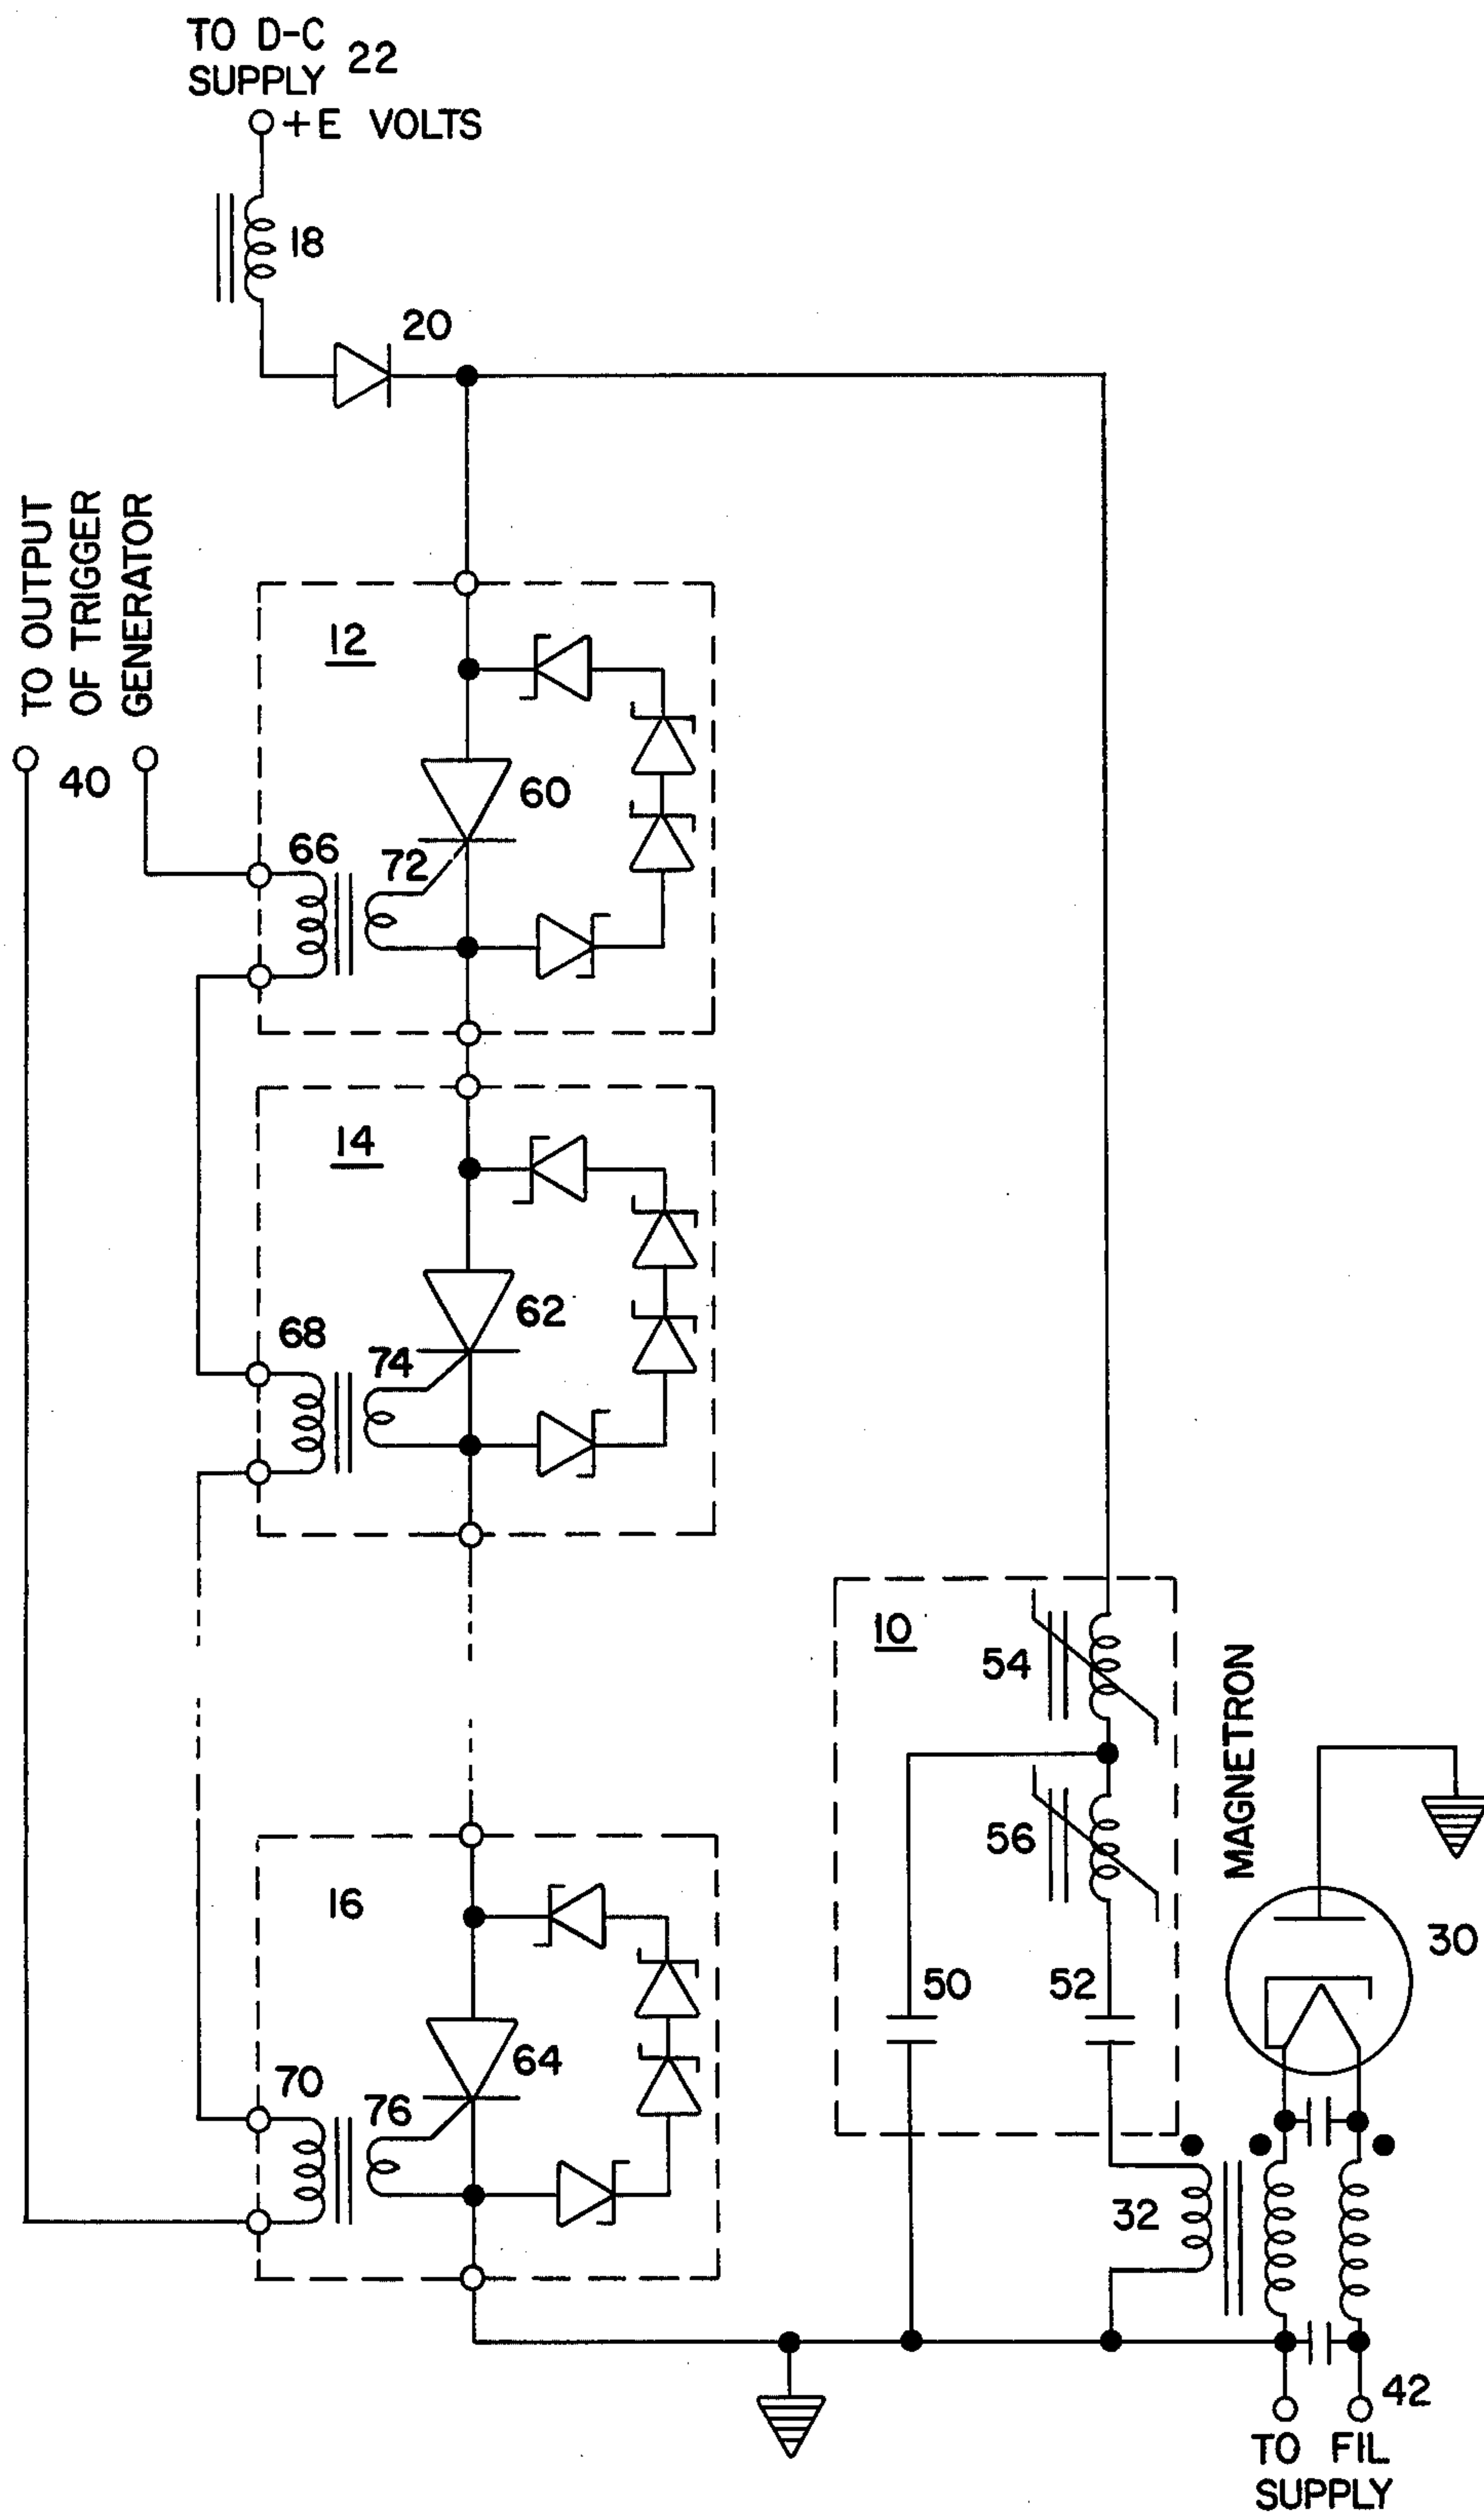 TO D-C
SUPPLY 22
+E VOLTS
18
20
TO OUTPUT
OF TRIGGER
GENERATOR
40
12
60
66
72
14
62
68
74
10
54
MAGNETRON
56
16
30
50
52
64
70
76
32
42
TO FIL
SUPPLY